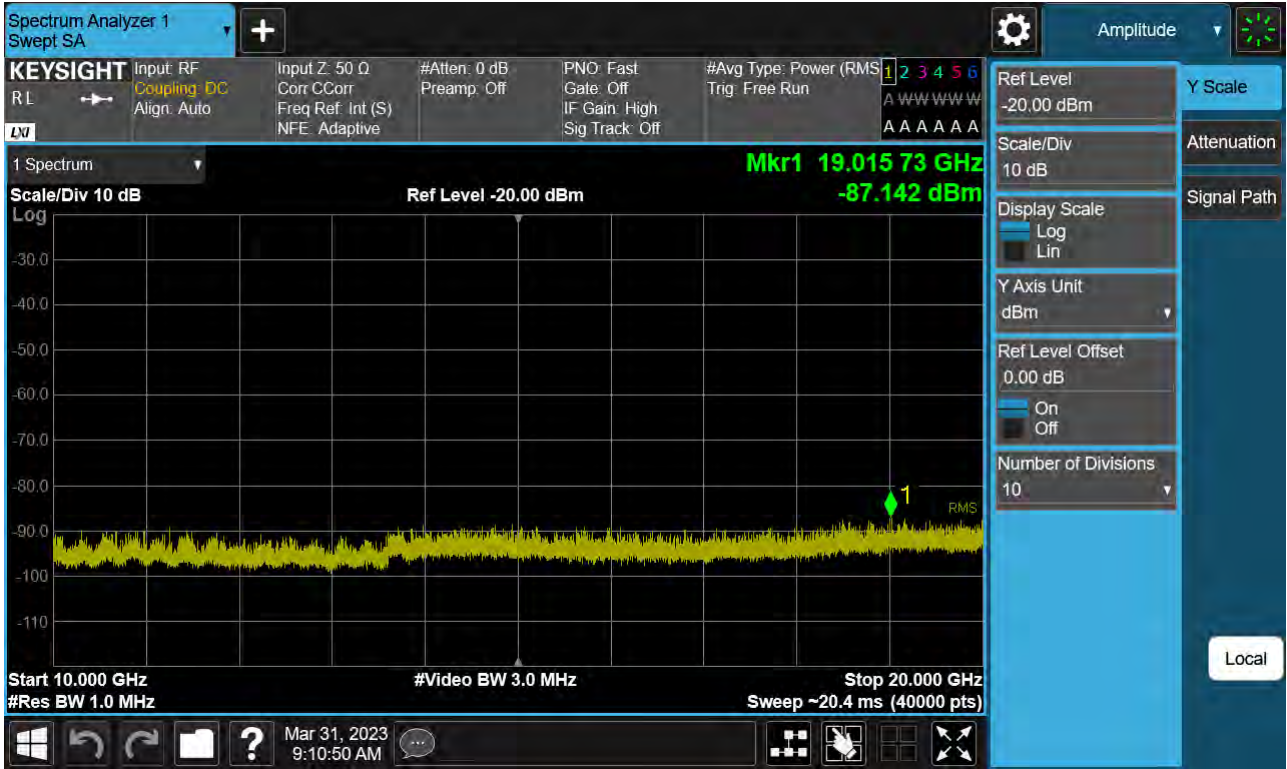 Spectrum Analyzer 1
Swept SA
Amplitude
KEYSIGHT
R L
LXI
Input: RF
Coupling: DC
Align: Auto
Input Z: 50 Ω
Corr CCorr
Freq Ref: Int (S)
NFE: Adaptive
#Atten: 0 dB
Preamp: Off
PNO: Fast
Gate: Off
IF Gain: High
Sig Track: Off
#Avg Type: Power (RMS
Trig: Free Run
1 2 3 4 5 6
A W W W W W
A A A A A A
1 Spectrum
Mkr1 19.015 73 GHz
Scale/Div 10 dB
Ref Level -20.00 dBm
-87.142 dBm
Log
-30.0
-40.0
-50.0
-60.0
-70.0
-80.0
-90.0
-100
-110
1
RMS
Start 10.000 GHz
#Video BW 3.0 MHz
Stop 20.000 GHz
#Res BW 1.0 MHz
Sweep ~20.4 ms (40000 pts)
Ref Level
-20.00 dBm
Scale/Div
10 dB
Display Scale
Log
Lin
Y Axis Unit
dBm
Ref Level Offset
0.00 dB
On
Off
Number of Divisions
10
Y Scale
Attenuation
Signal Path
Local
?
Mar 31, 2023
9:10:50 AM